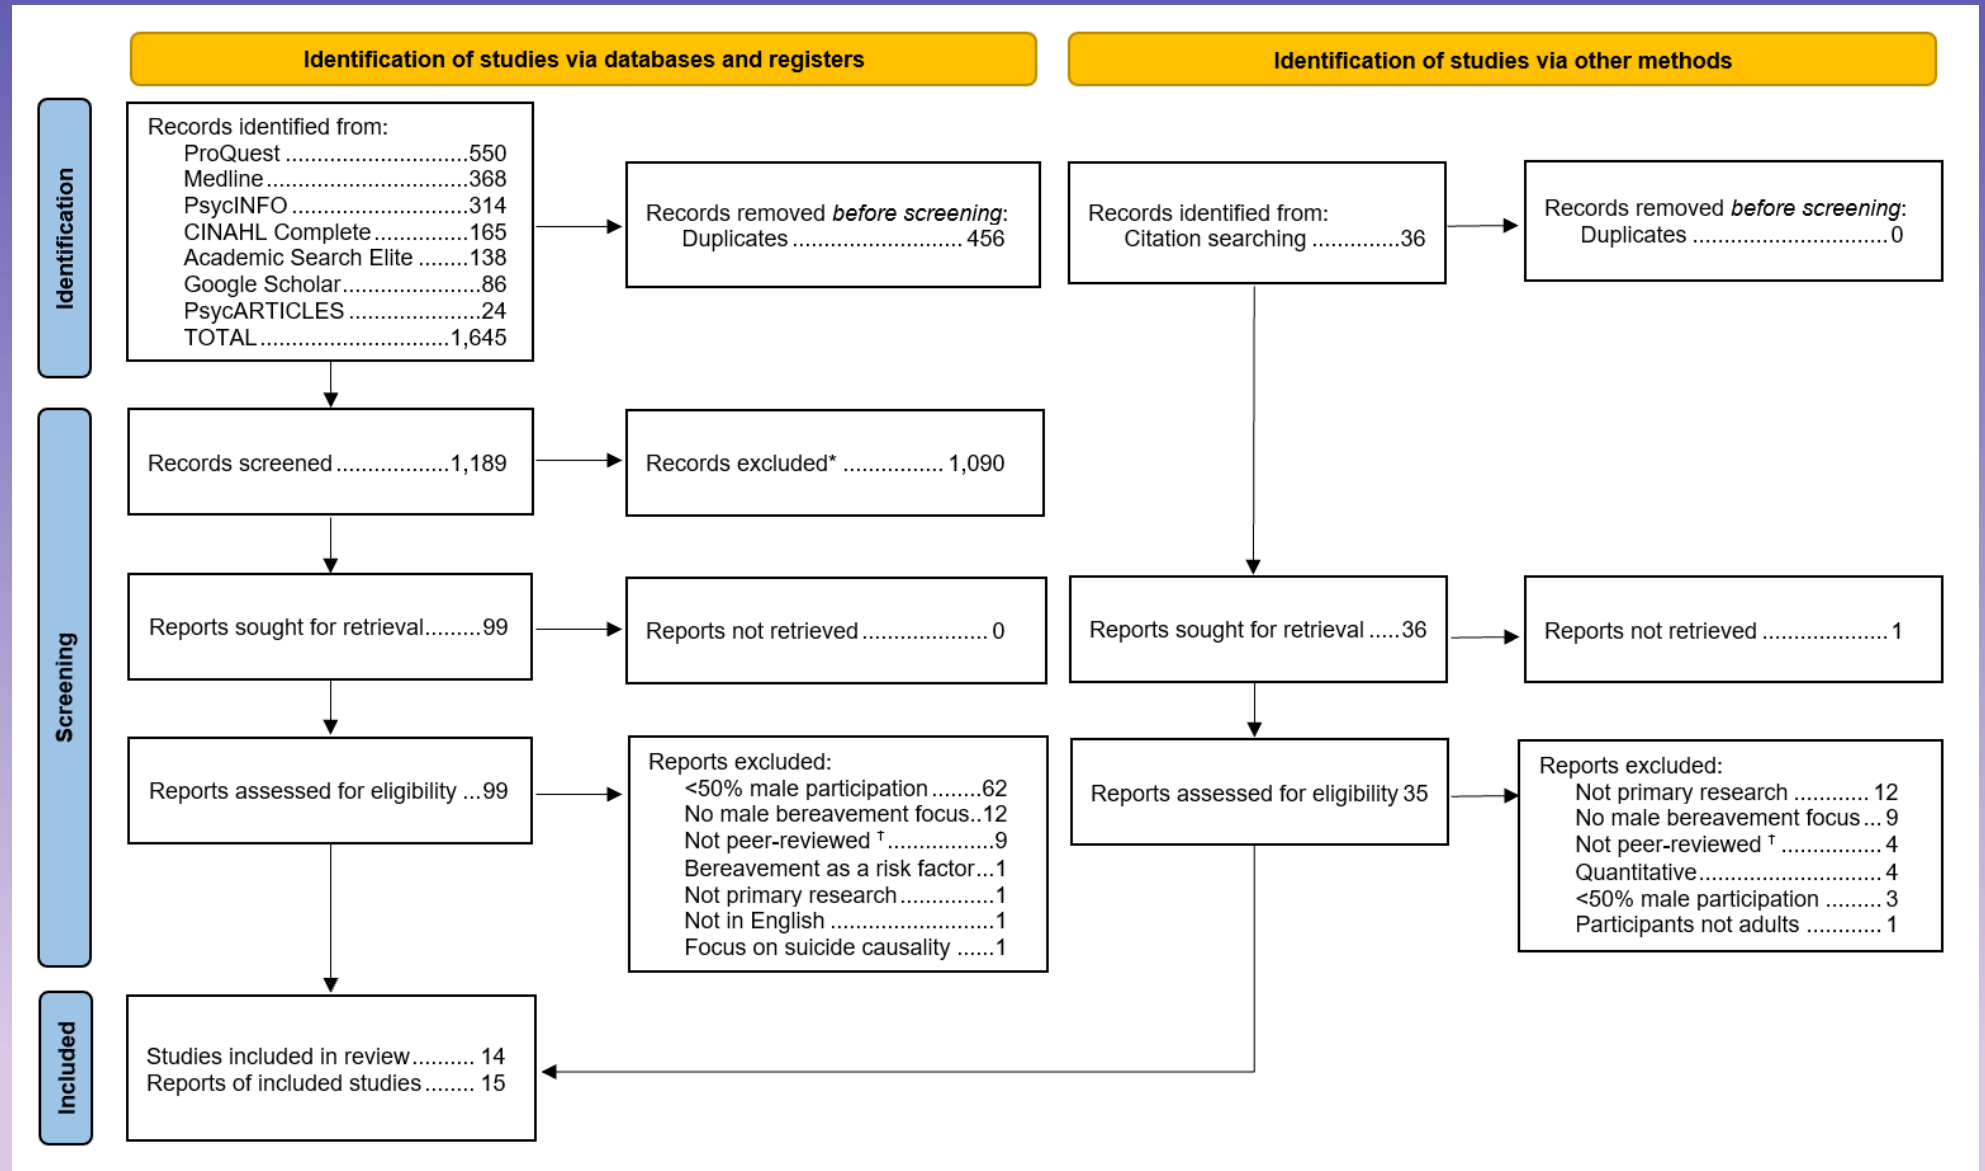 Identification of studies via databases and registers
Identification of studies via other methods
Identification
Records identified from:
ProQuest .............................550
Medline................................368
PsycINFO ............................314
CINAHL Complete...............165
Academic Search Elite ........138
Google Scholar......................86
PsycARTICLES .....................24
TOTAL..............................1,645
Records removed before screening:
Duplicates ........................... 456
Records identified from:
Citation searching ..............36
Records removed before screening:
Duplicates ...............................0
Screening
Records screened..................1,189
Records excluded* ................ 1,090
Reports sought for retrieval.........99
Reports not retrieved.................... 0
Reports sought for retrieval .....36
Reports not retrieved ....................1
Reports assessed for eligibility ...99
Reports excluded:
<50% male participation ........62
No male bereavement focus..12
Not peer-reviewed †.................9
Bereavement as a risk factor...1
Not primary research...............1
Not in English ..........................1
Focus on suicide causality ......1
Reports assessed for eligibility 35
Reports excluded:
Not primary research ............ 12
No male bereavement focus... 9
Not peer-reviewed † ................ 4
Quantitative............................. 4
<50% male participation ......... 3
Participants not adults ............ 1
Included
Studies included in review.......... 14
Reports of included studies........ 15